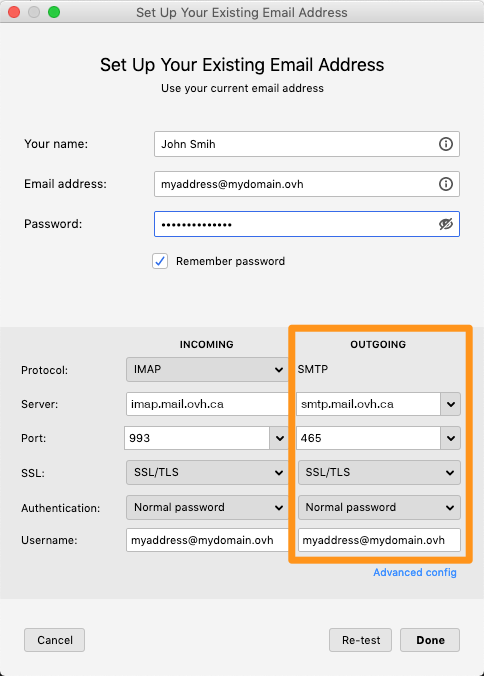 Set Up Your Existing Email Address
Set Up Your Existing Email Address
Use your current email address
Your name: John Smih
Email address: myaddress@mydomain.ovh
Password: ••••••••••••••
Remember password
INCOMING OUTGOING
Protocol: IMAP SMTP
Server: imap.mail.ovh.ca smtp.mail.ovh.ca
Port: 993 465
SSL: SSL/TLS SSL/TLS
Authentication: Normal password Normal password
Username: myaddress@mydomain.ovh myaddress@mydomain.ovh
Advanced config
Cancel Re-test Done